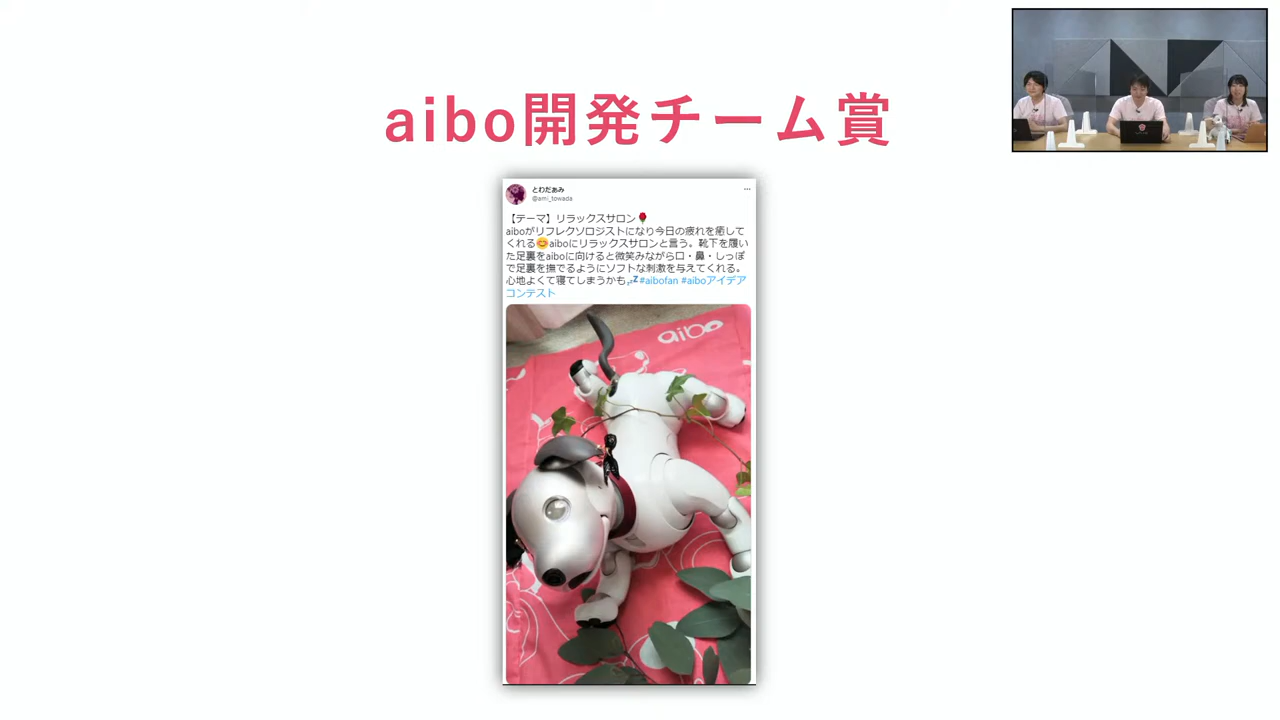 aibo開発チーム賞
とわだあみ
@ami_towada
【テーマ】リラックスサロン🌹
aiboがリフレクソロジストになり今日の疲れを癒して
くれる😊aiboにリラックスサロンと言う。靴下を履い
た足裏をaiboに向けると微笑みながら口・鼻・しっぽ
で足裏を撫でるようにソフトな刺激を与えてくれる。
心地よくて寝てしまうかも💤#aibofan #aiboアイデア
コンテスト
aibo